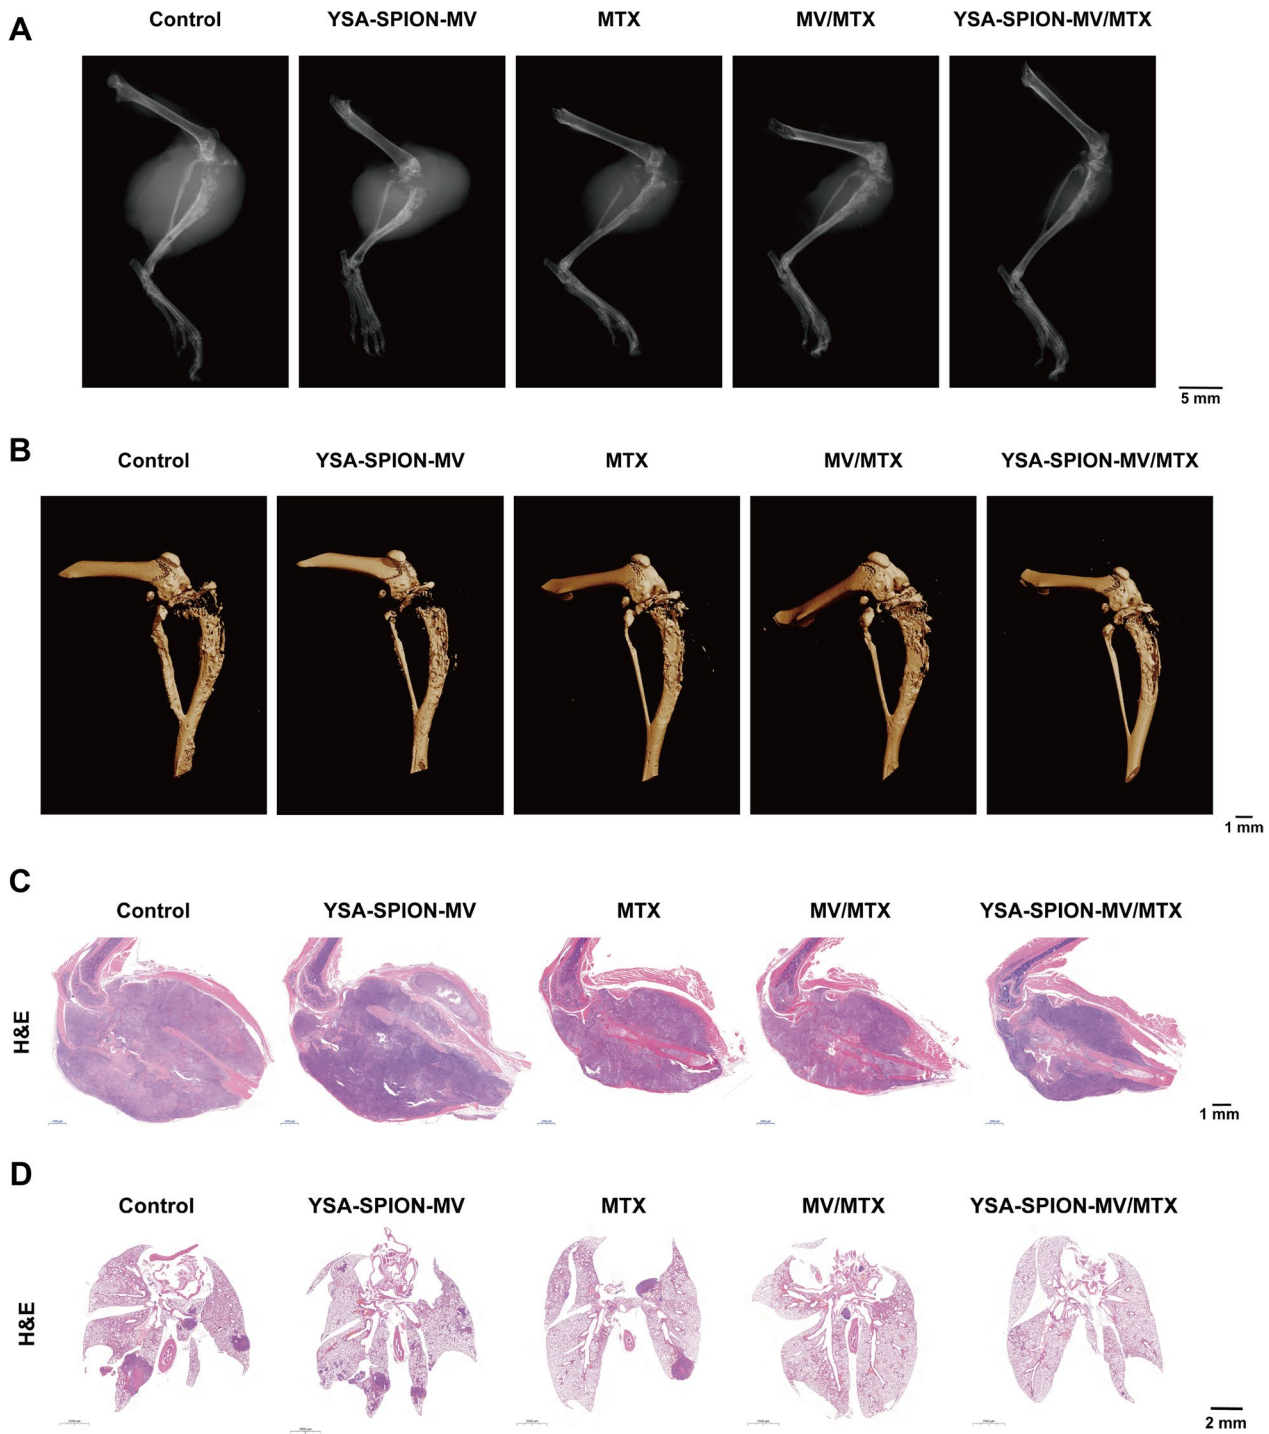 A
Control YSA-SPION-MV MTX MV/MTX YSA-SPION-MV/MTX
5 mm
B
Control YSA-SPION-MV MTX MV/MTX YSA-SPION-MV/MTX
1 mm
C
Control YSA-SPION-MV MTX MV/MTX YSA-SPION-MV/MTX
H&E
1 mm
D
Control YSA-SPION-MV MTX MV/MTX YSA-SPION-MV/MTX
H&E
2 mm